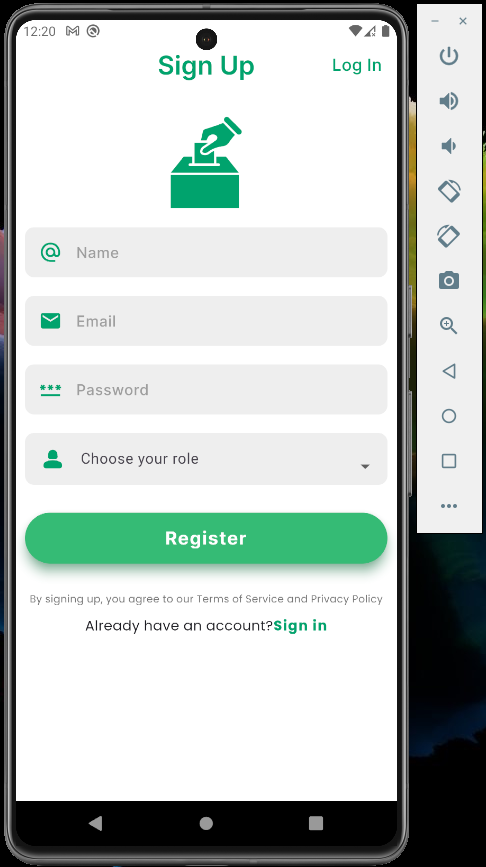 12:20
Sign Up
Log In
Name
Email
Password
Choose your role
Register
By signing up, you agree to our Terms of Service and Privacy Policy
Already have an account?Sign in